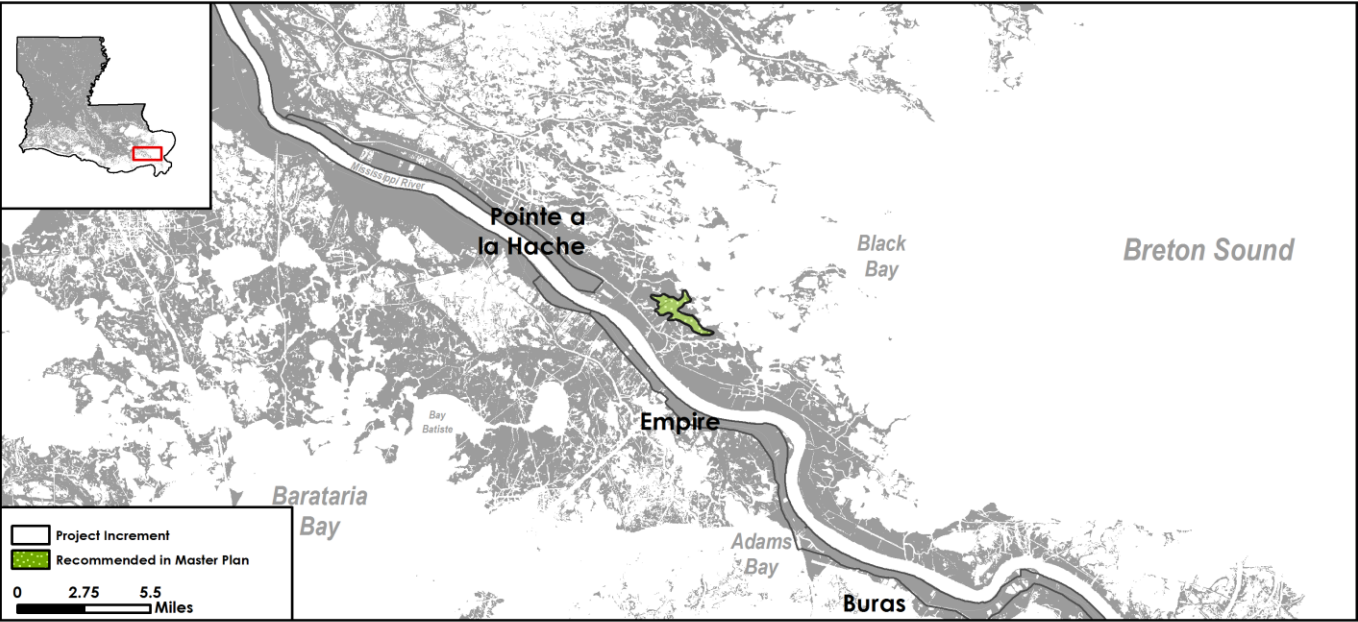 Mississippi River
Pointe a
la Hache
Black
Bay
Breton Sound
Bay
Batiste
Empire
Barataria
Bay
Adams
Bay
Buras
Project Increment
Recommended in Master Plan
0 2.75 5.5
Miles